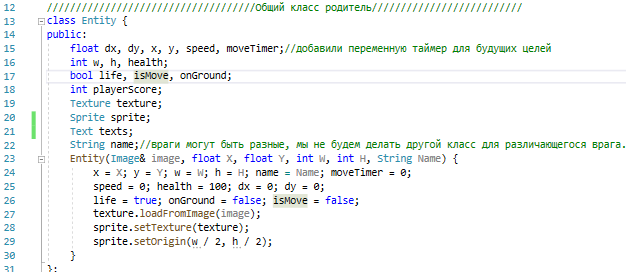 12 ///////////////////////////////////Общий класс родитель//////////////////////////
13 class Entity {
14 public:
15 float dx, dy, x, y, speed, moveTimer;//добавили переменную таймер для будущих целей
16 int w, h, health;
17 bool life, isMove, onGround;
18 int playerScore;
19 Texture texture;
20 Sprite sprite;
21 Text texts;
22 String name;//враги могут быть разные, мы не будем делать другой класс для различающегося врага.
23 Entity(Image& image, float X, float Y, int W, int H, String Name) {
24 x = X; y = Y; w = W; h = H; name = Name; moveTimer = 0;
25 speed = 0; health = 100; dx = 0; dy = 0;
26 life = true; onGround = false; isMove = false;
27 texture.loadFromImage(image);
28 sprite.setTexture(texture);
29 sprite.setOrigin(w / 2, h / 2);
30 }
31 };